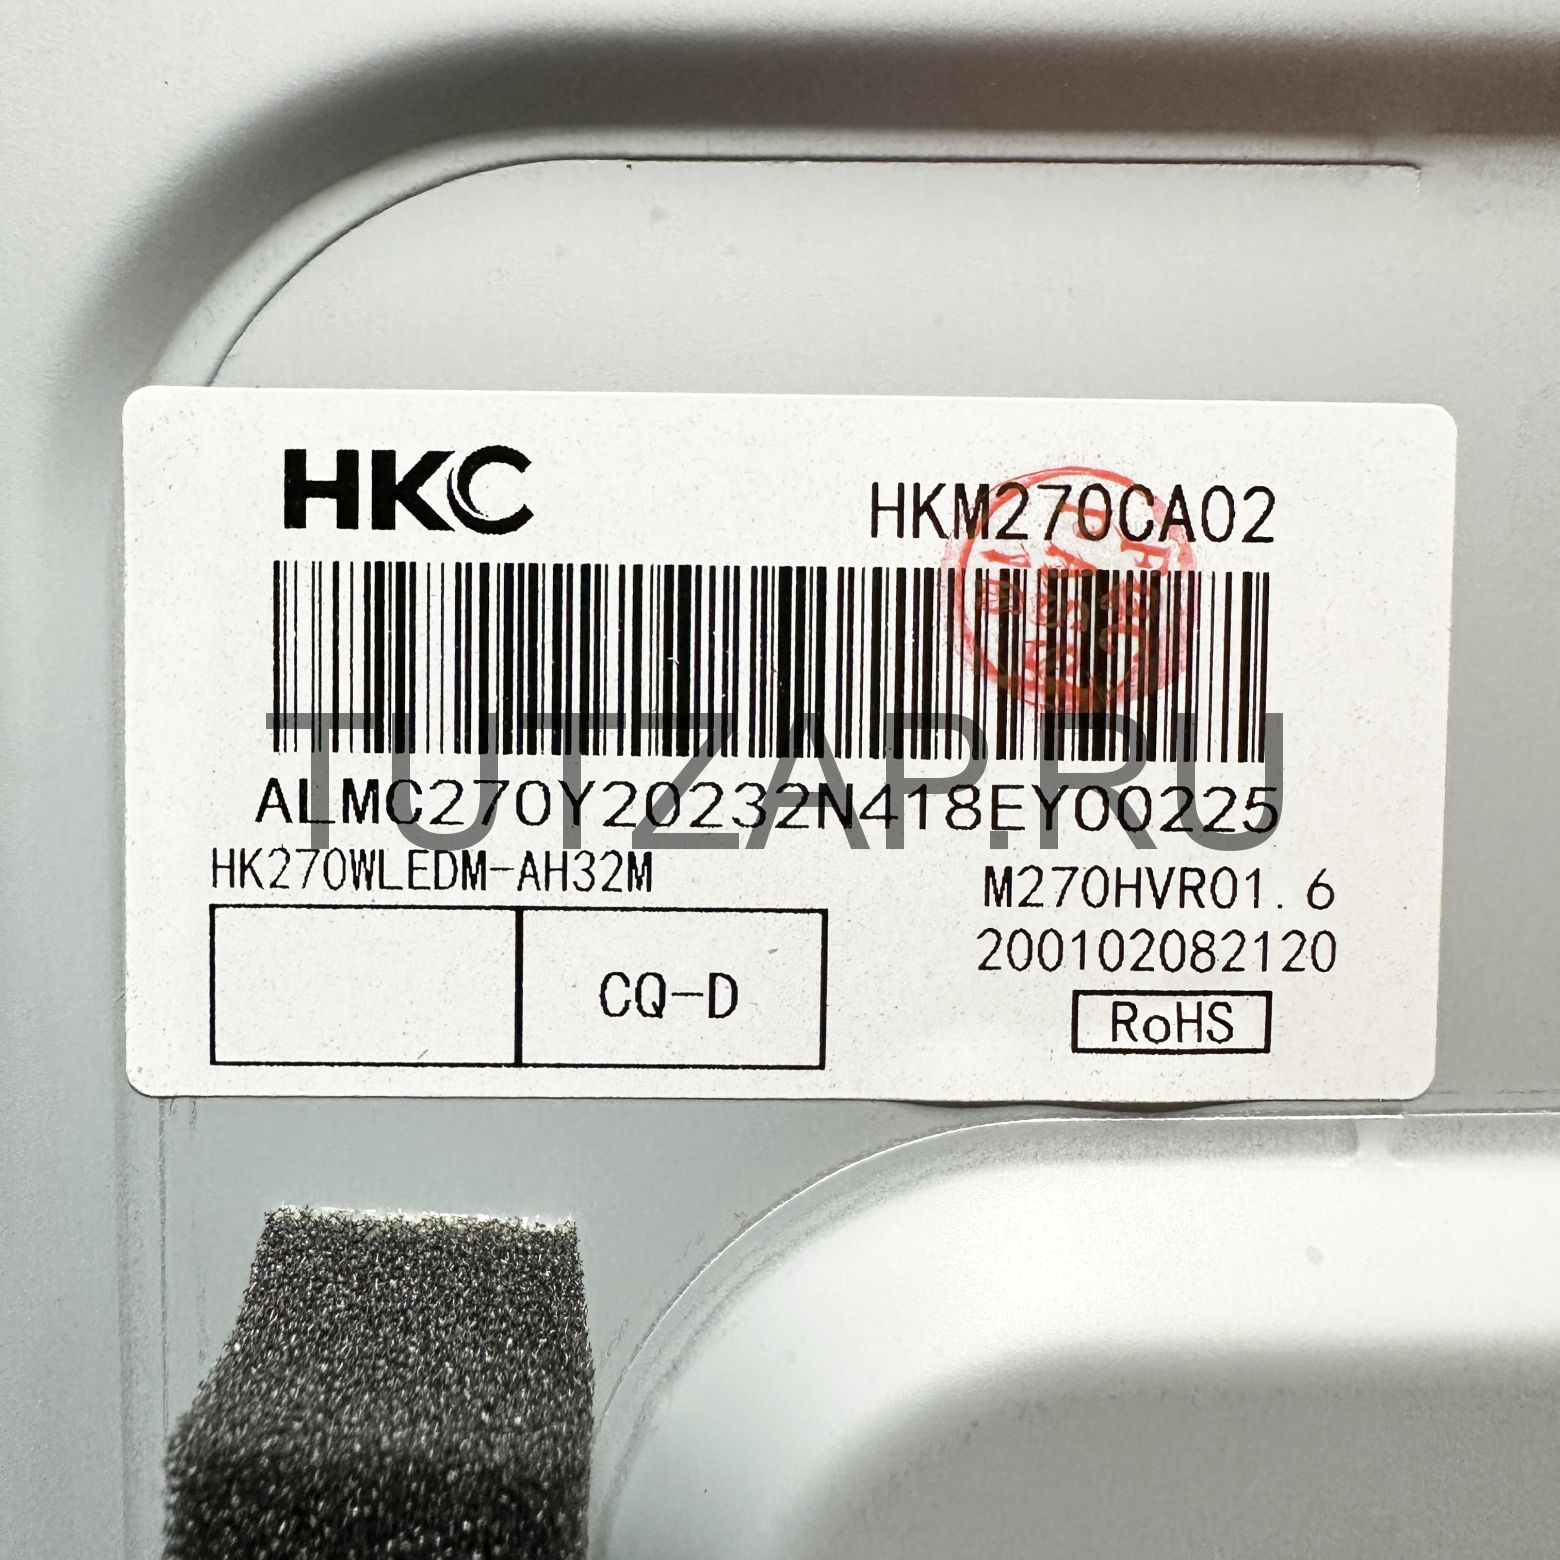 HKC
HKM270CA02
TUTZAP.RU
ALMC270Y20232N418EY00225
HK270WLEDM-AH32M
M270HVR01.6
200102082120
CQ-D
RoHS